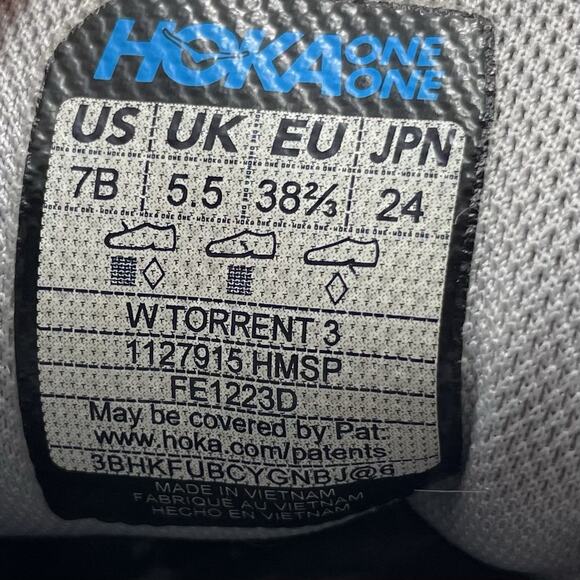 HOKA ONE ONE
US UK EU JPN
7B 5.5 38⅔ 24
W TORRENT 3
1127915 HMSP
FE1223D
May be covered by Pat.
www.hoka.com/patents
3BHKFUBCYGNBJ@6
MADE IN VIETNAM
FABRIQUÉ AU VIETNAM
HECHO EN VIETNAM